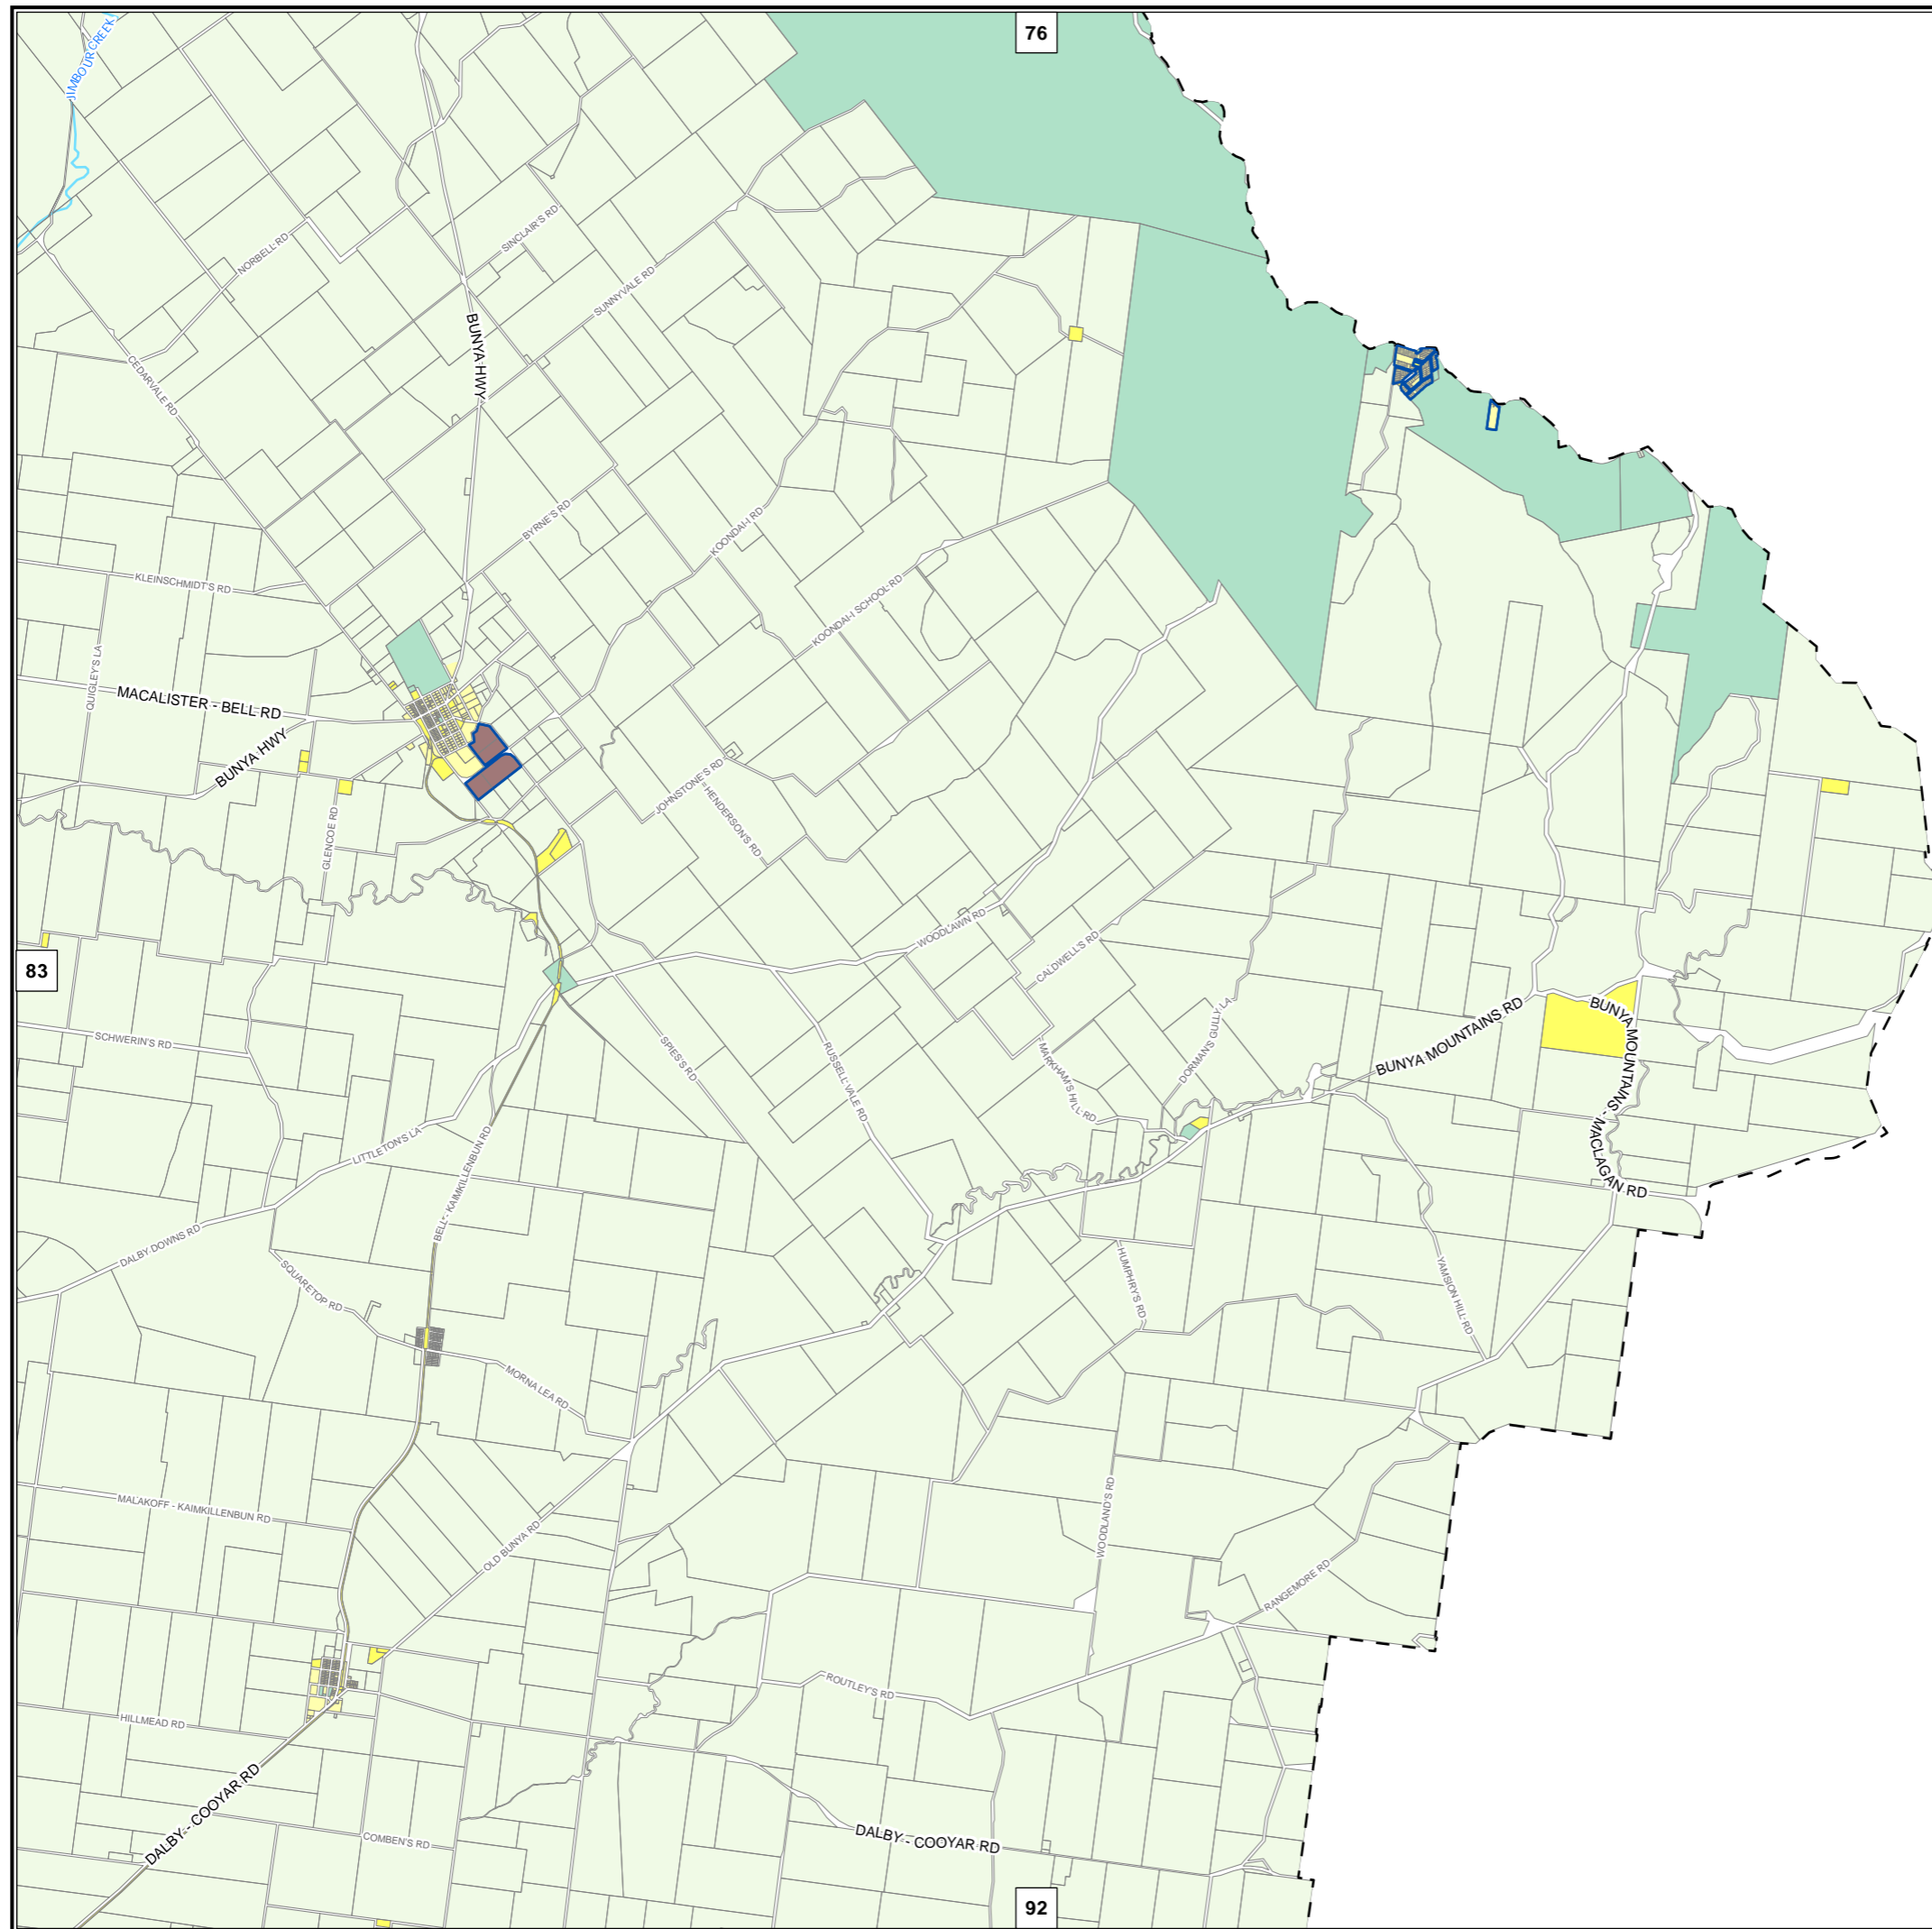 76
JIMBOUR CREEK
NORBELL RD
SINCLAIR'S RD
SUNNYVALE RD
BUNYA HWY
CEDARVALE RD
BYRNE'S RD
KOONDAI-I RD
KLEINSCHMIDT'S RD
KOONDAI-I SCHOOL RD
QUIGLEY'S LA
MACALISTER - BELL RD
BUNYA HWY
GLENCOE RD
JOHNSTONE'S RD
HENDERSON'S RD
WOODLAWN RD
CALDWELL'S RD
83
SCHWERIN'S RD
SPIES'S RD
RUSSELL VALE RD
MARKHAM'S HILL RD
DORMAN'S GULLY LA
BUNYA MOUNTAINS RD
BUNYA MOUNTAINS - MACLAGAN RD
LITTLETON'S LA
BELL - KAIMKILLENBUN RD
DALBY DOWNS RD
SQUARETOP RD
HUMPHRY'S RD
YAMSION HILL RD
MORNA LEA RD
MALAKOFF - KAIMKILLENBUN RD
OLD BUNYA RD
WOODLAND'S RD
RANGEMORE RD
ROUTLEY'S RD
HILLMEAD RD
DALBY - COOYAR RD
COMBEN'S RD
DALBY - COOYAR RD
92